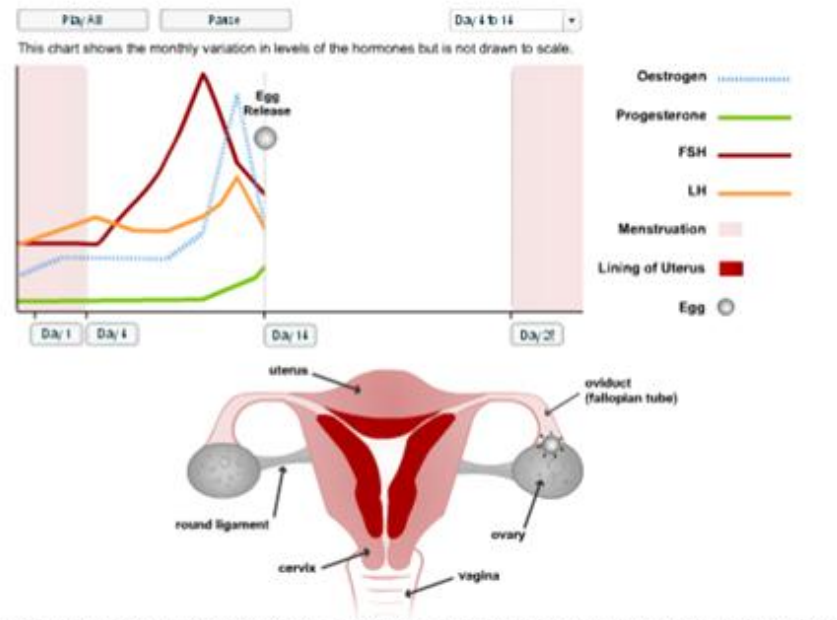 Play All
Pause
Day 4 to 14
This chart shows the monthly variation in levels of the hormones but is not drawn to scale.
Egg
Release
Oestrogen
Progesterone
FSH
LH
Menstruation
Lining of Uterus
Egg
Day 1
Day 4
Day 14
uterus
oviduct
(fallopian tube)
round ligament
ovary
cervix
vagina